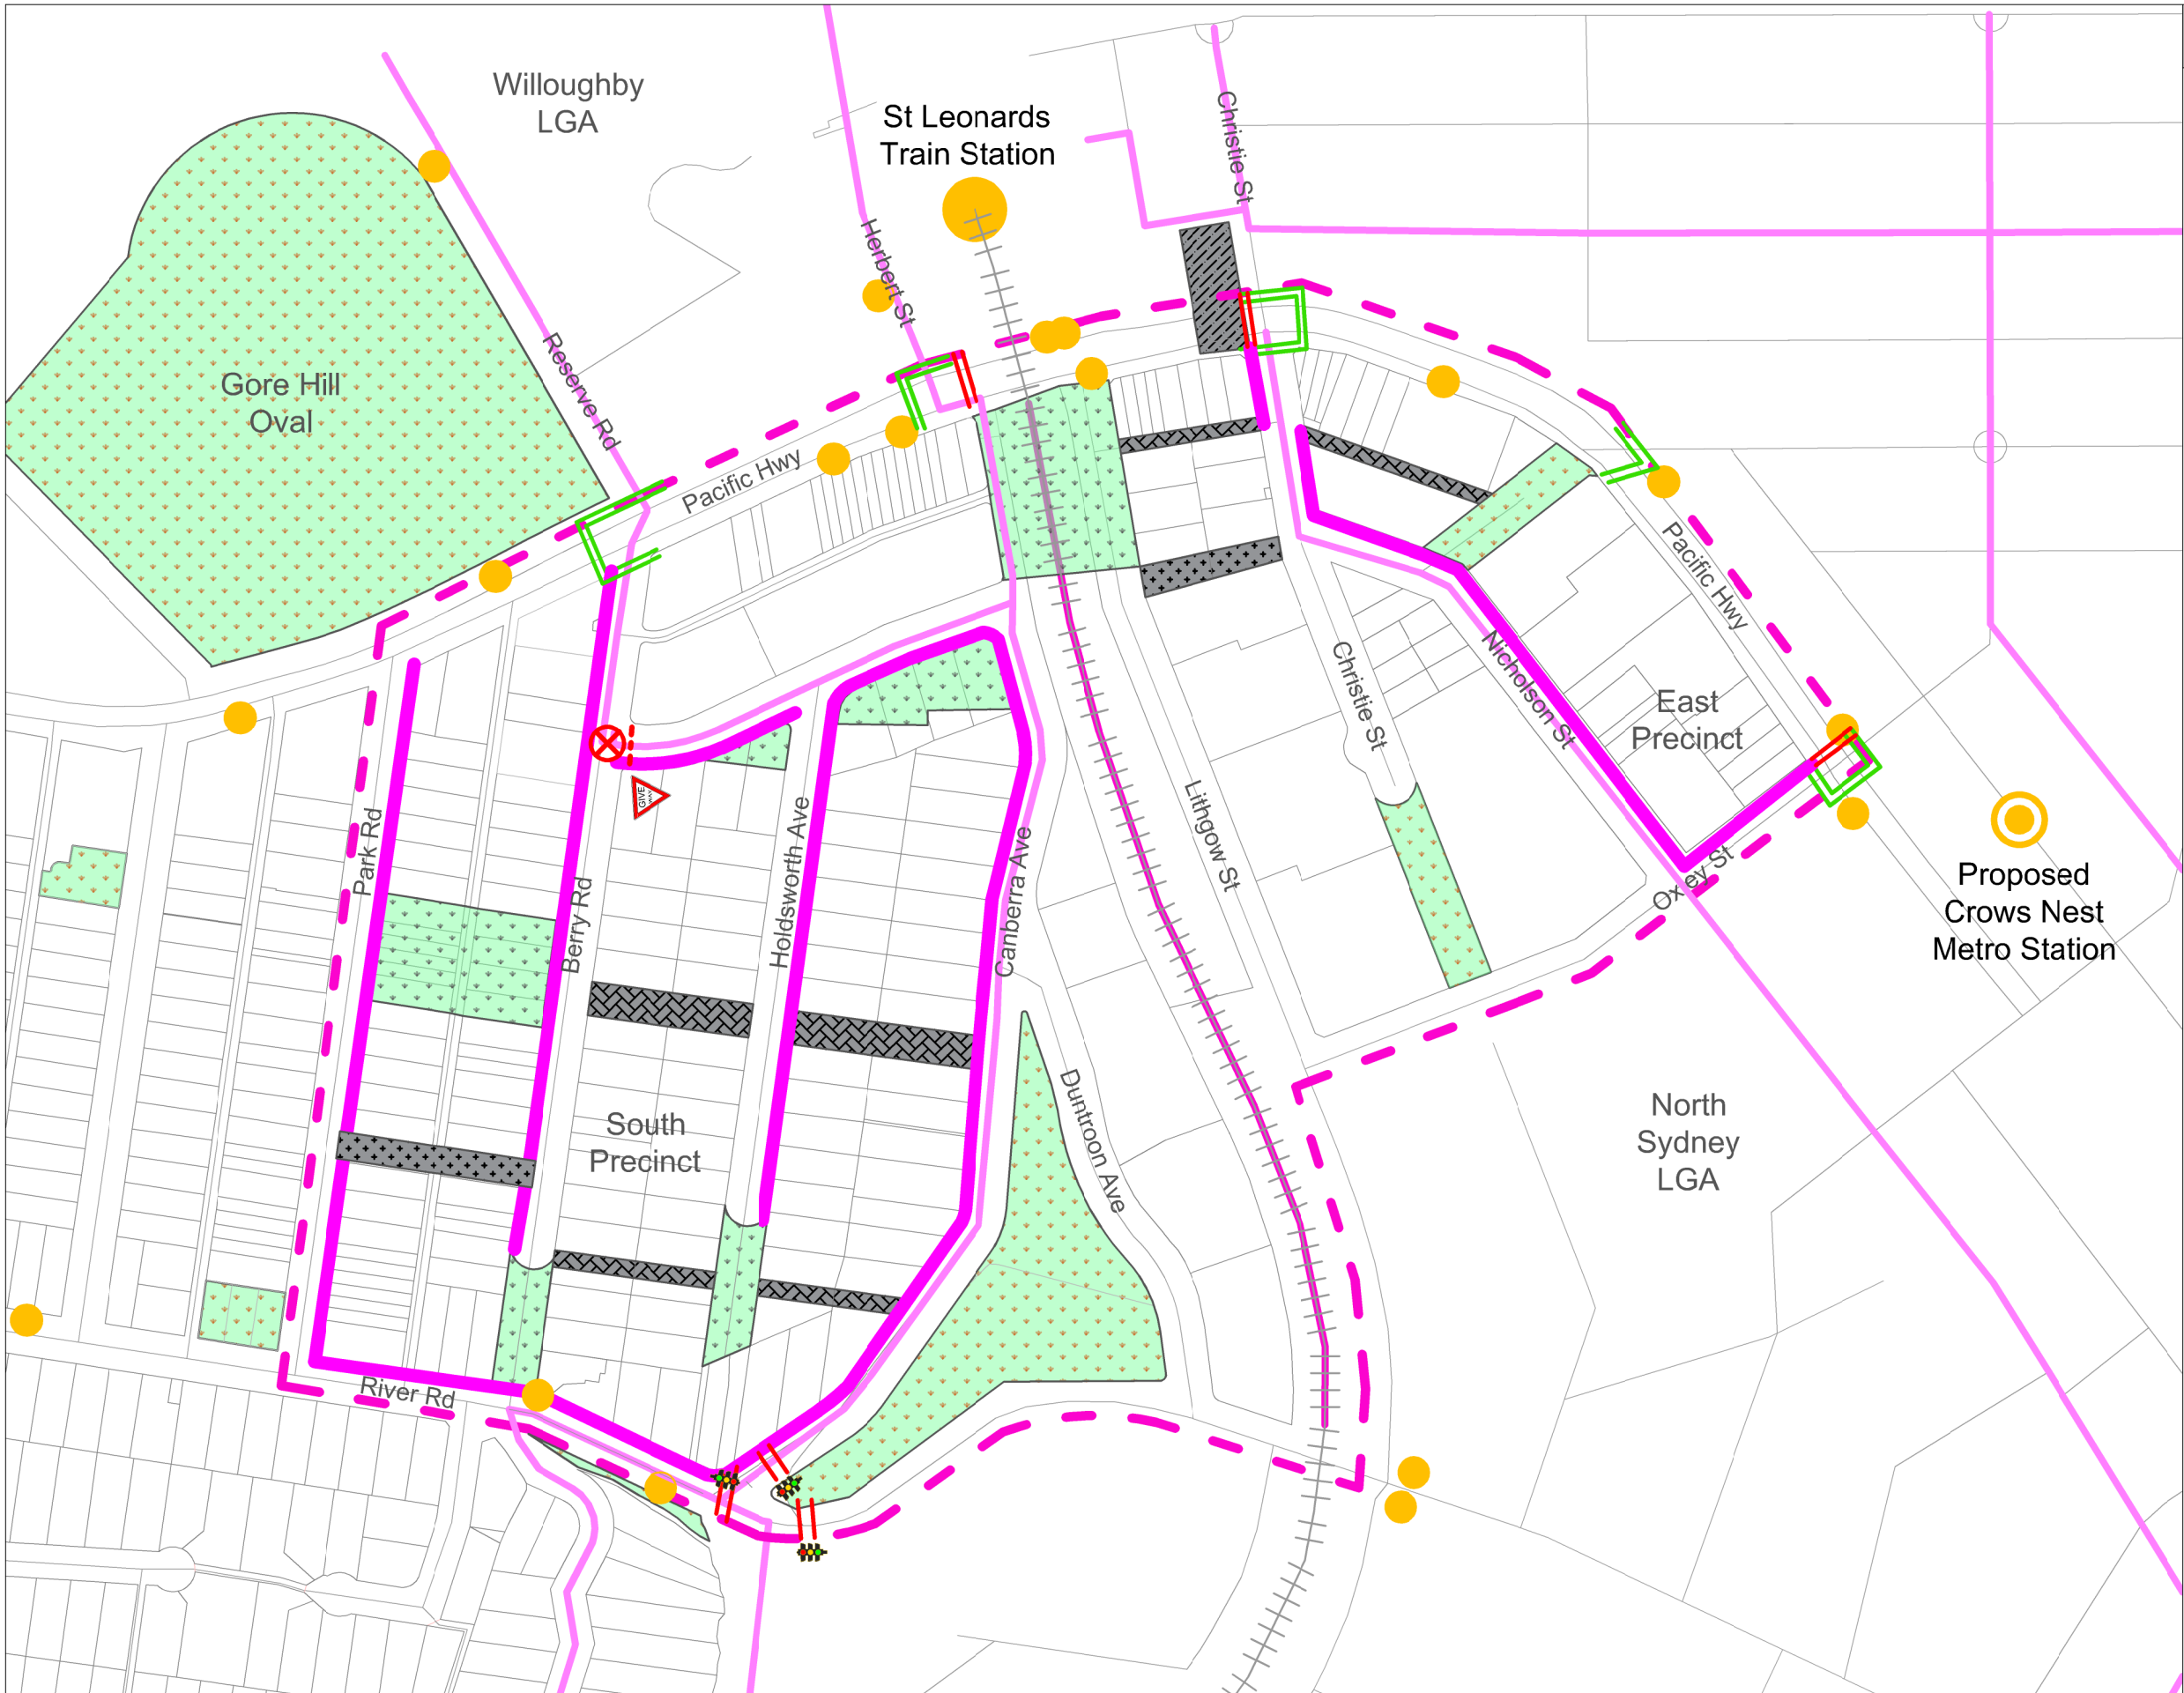 Willoughby
LGA
St Leonards
Train Station
Christie St
Herbert St
Reserve Rd
Gore Hill
Oval
Pacific Hwy
Pacific Hwy
Nicholson St
Christie St
East
Precinct
GIVE
WAY
Park Rd
Berry Rd
Holdsworth Ave
Canberra Ave
Lithgow St
Oxley St
Proposed
Crows Nest
Metro Station
South
Precinct
Duntroon Ave
North
Sydney
LGA
River Rd